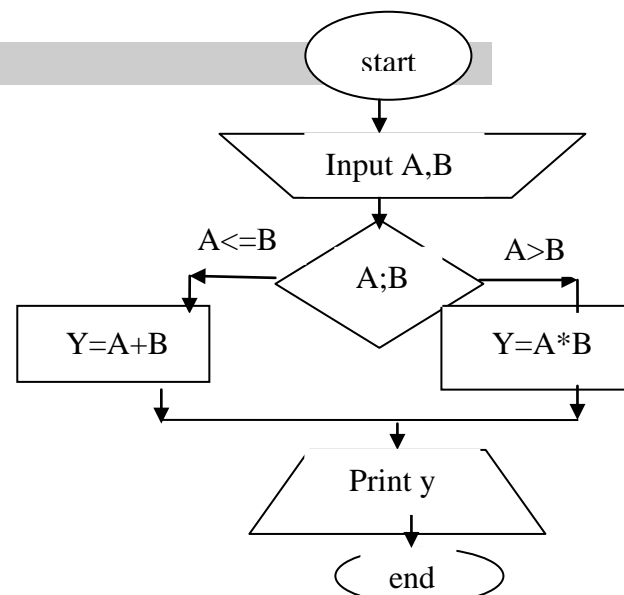 start
Input A,B
A<=B
A>B
A;B
Y=A+B
Y=A*B
Print y
end